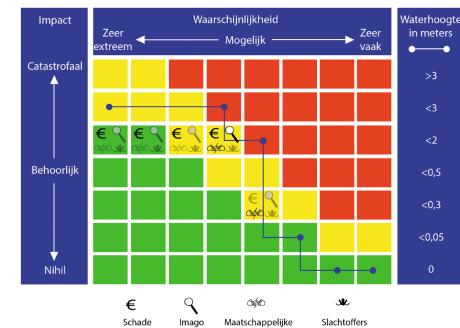 Impact
Waarschijnlijkheid
Waterhoogte
in meters
Zeer
extreem
Mogelijk
Zeer
vaak
Catastrofaal
Behoorlijk
Nihil
>3
<3
<2
<0,5
<0,3
<0,05
0
€ € € €
€
€
Schade
Imago
Maatschappelijke
Slachtoffers